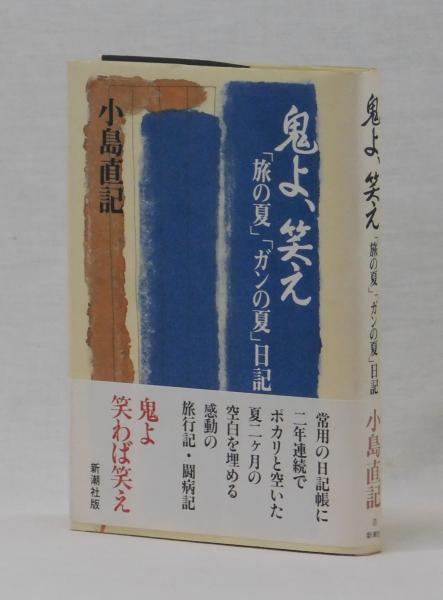 鬼よ、笑え
「旅の夏」「ガンの夏」日記
小島直記
常用の日記帳に
二年連続で
ポカリと空いた
夏二ヶ月の
空白を埋める
感動の
旅行記・闘病記
鬼よ
笑わば笑え
新潮社版
鬼よ、笑え
「旅の夏」「ガンの夏」日記
小島直記